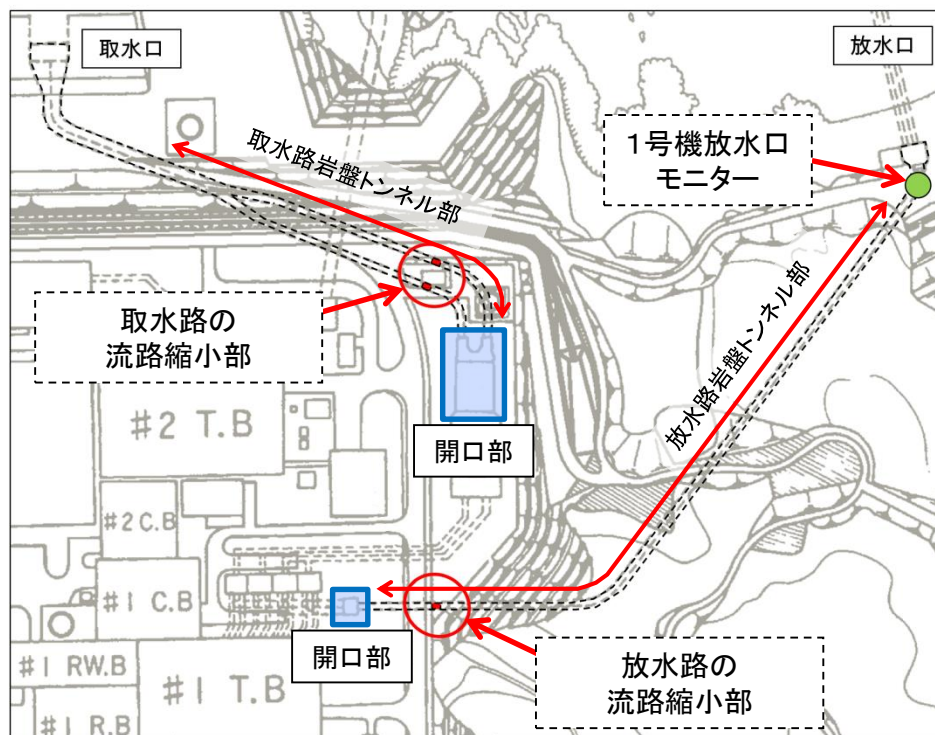 取水口
放水口
1号機放水口
モニター
取水路岩盤トンネル部
取水路の
流路縮小部
放水路岩盤トンネル部
#2 T.B
開口部
#2 C.B
#1 C.B
開口部
放水路の
流路縮小部
#1 RW.B
#1 T.B
#1 R.B